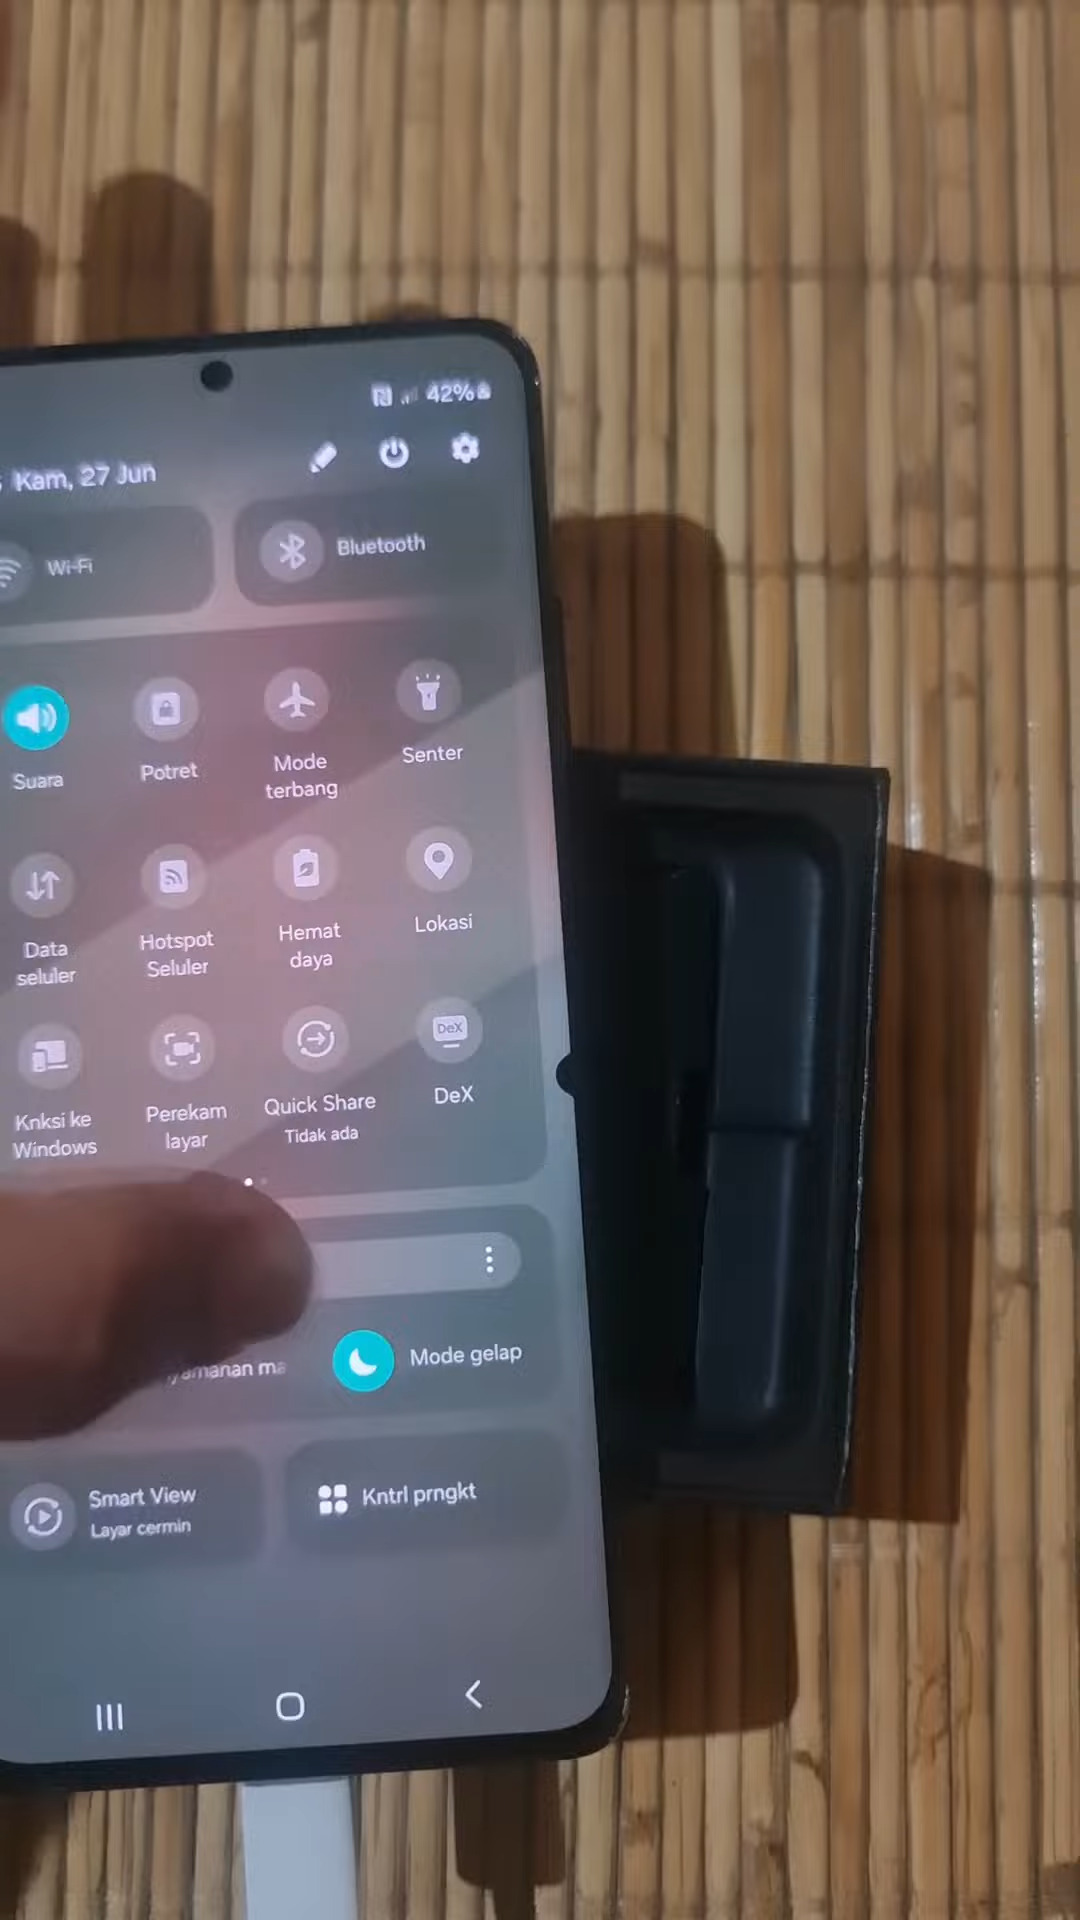 42%
Kam, 27 Jun
Wi-Fi
Bluetooth
Suara
Potret
Mode
terbang
Senter
Data
seluler
Hotspot
Seluler
Hemat
daya
Lokasi
Knksi ke
Windows
Perekam
layar
Quick Share
Tidak ada
DeX
DeX
yamanan ma
Mode gelap
Smart View
Layar cermin
Kntrl prngkt